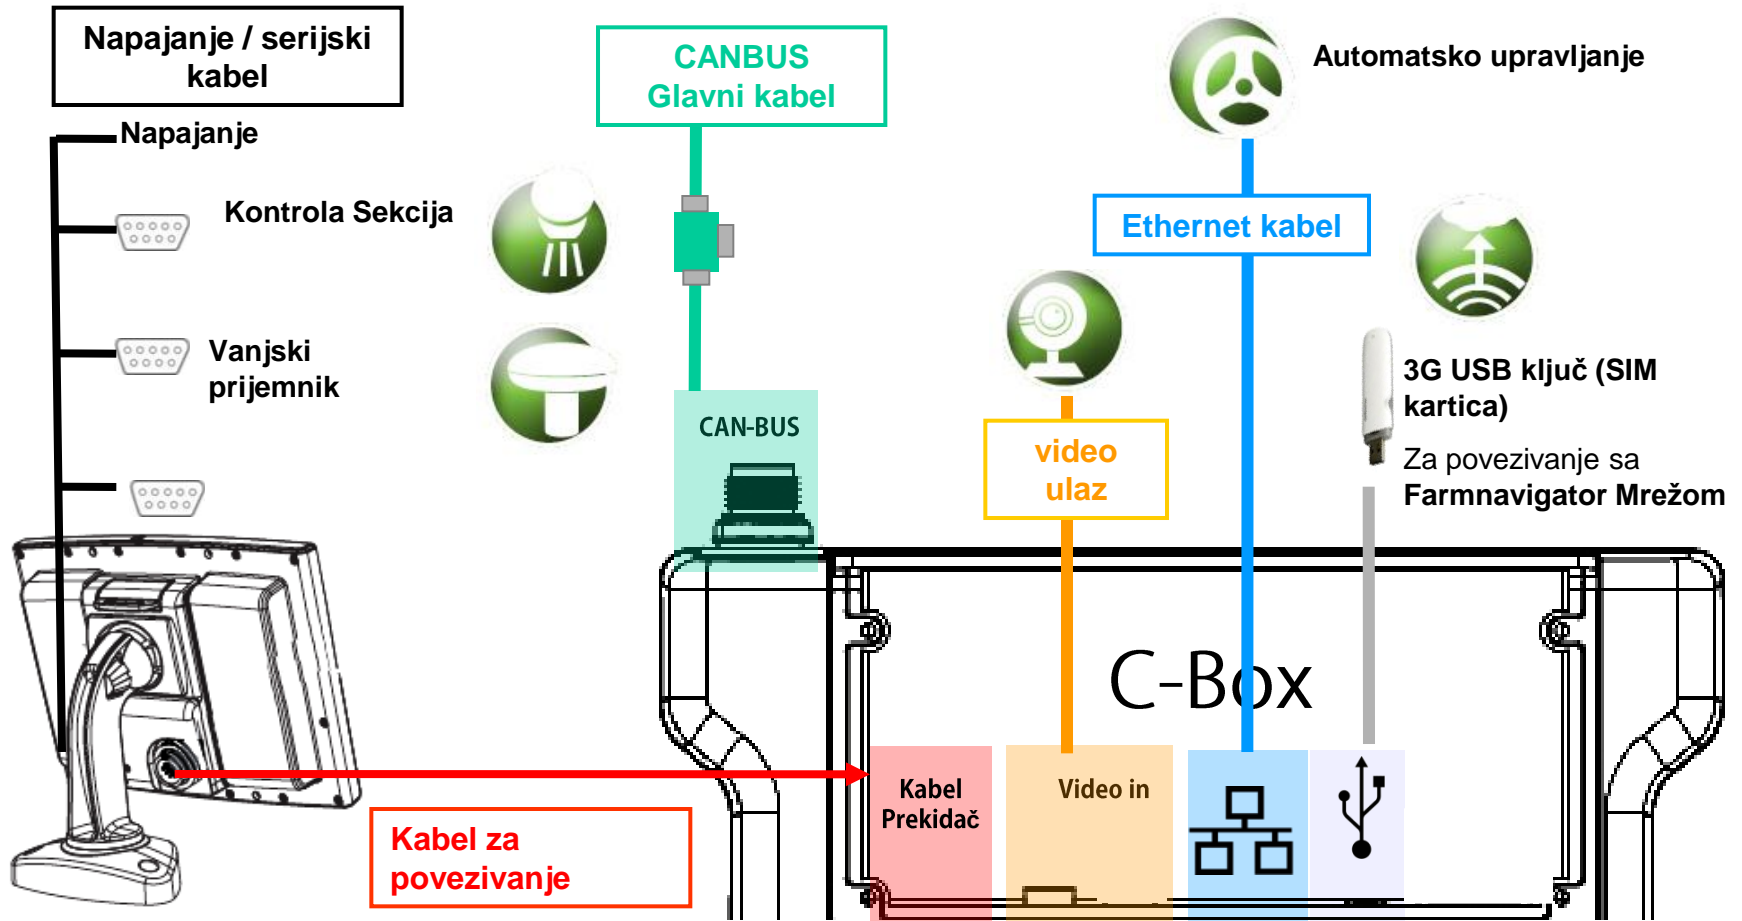 Napajanje / serijski
kabel
Napajanje
Kontrola Sekcija
Vanjski
prijemnik
CANBUS
Glavni kabel
CAN-BUS
Automatsko upravljanje
Ethernet kabel
video
ulaz
3G USB ključ (SIM
kartica)
Za povezivanje sa
Farmnavigator Mrežom
C-Box
Kabel
Prekidač
Video in
Kabel za
povezivanje